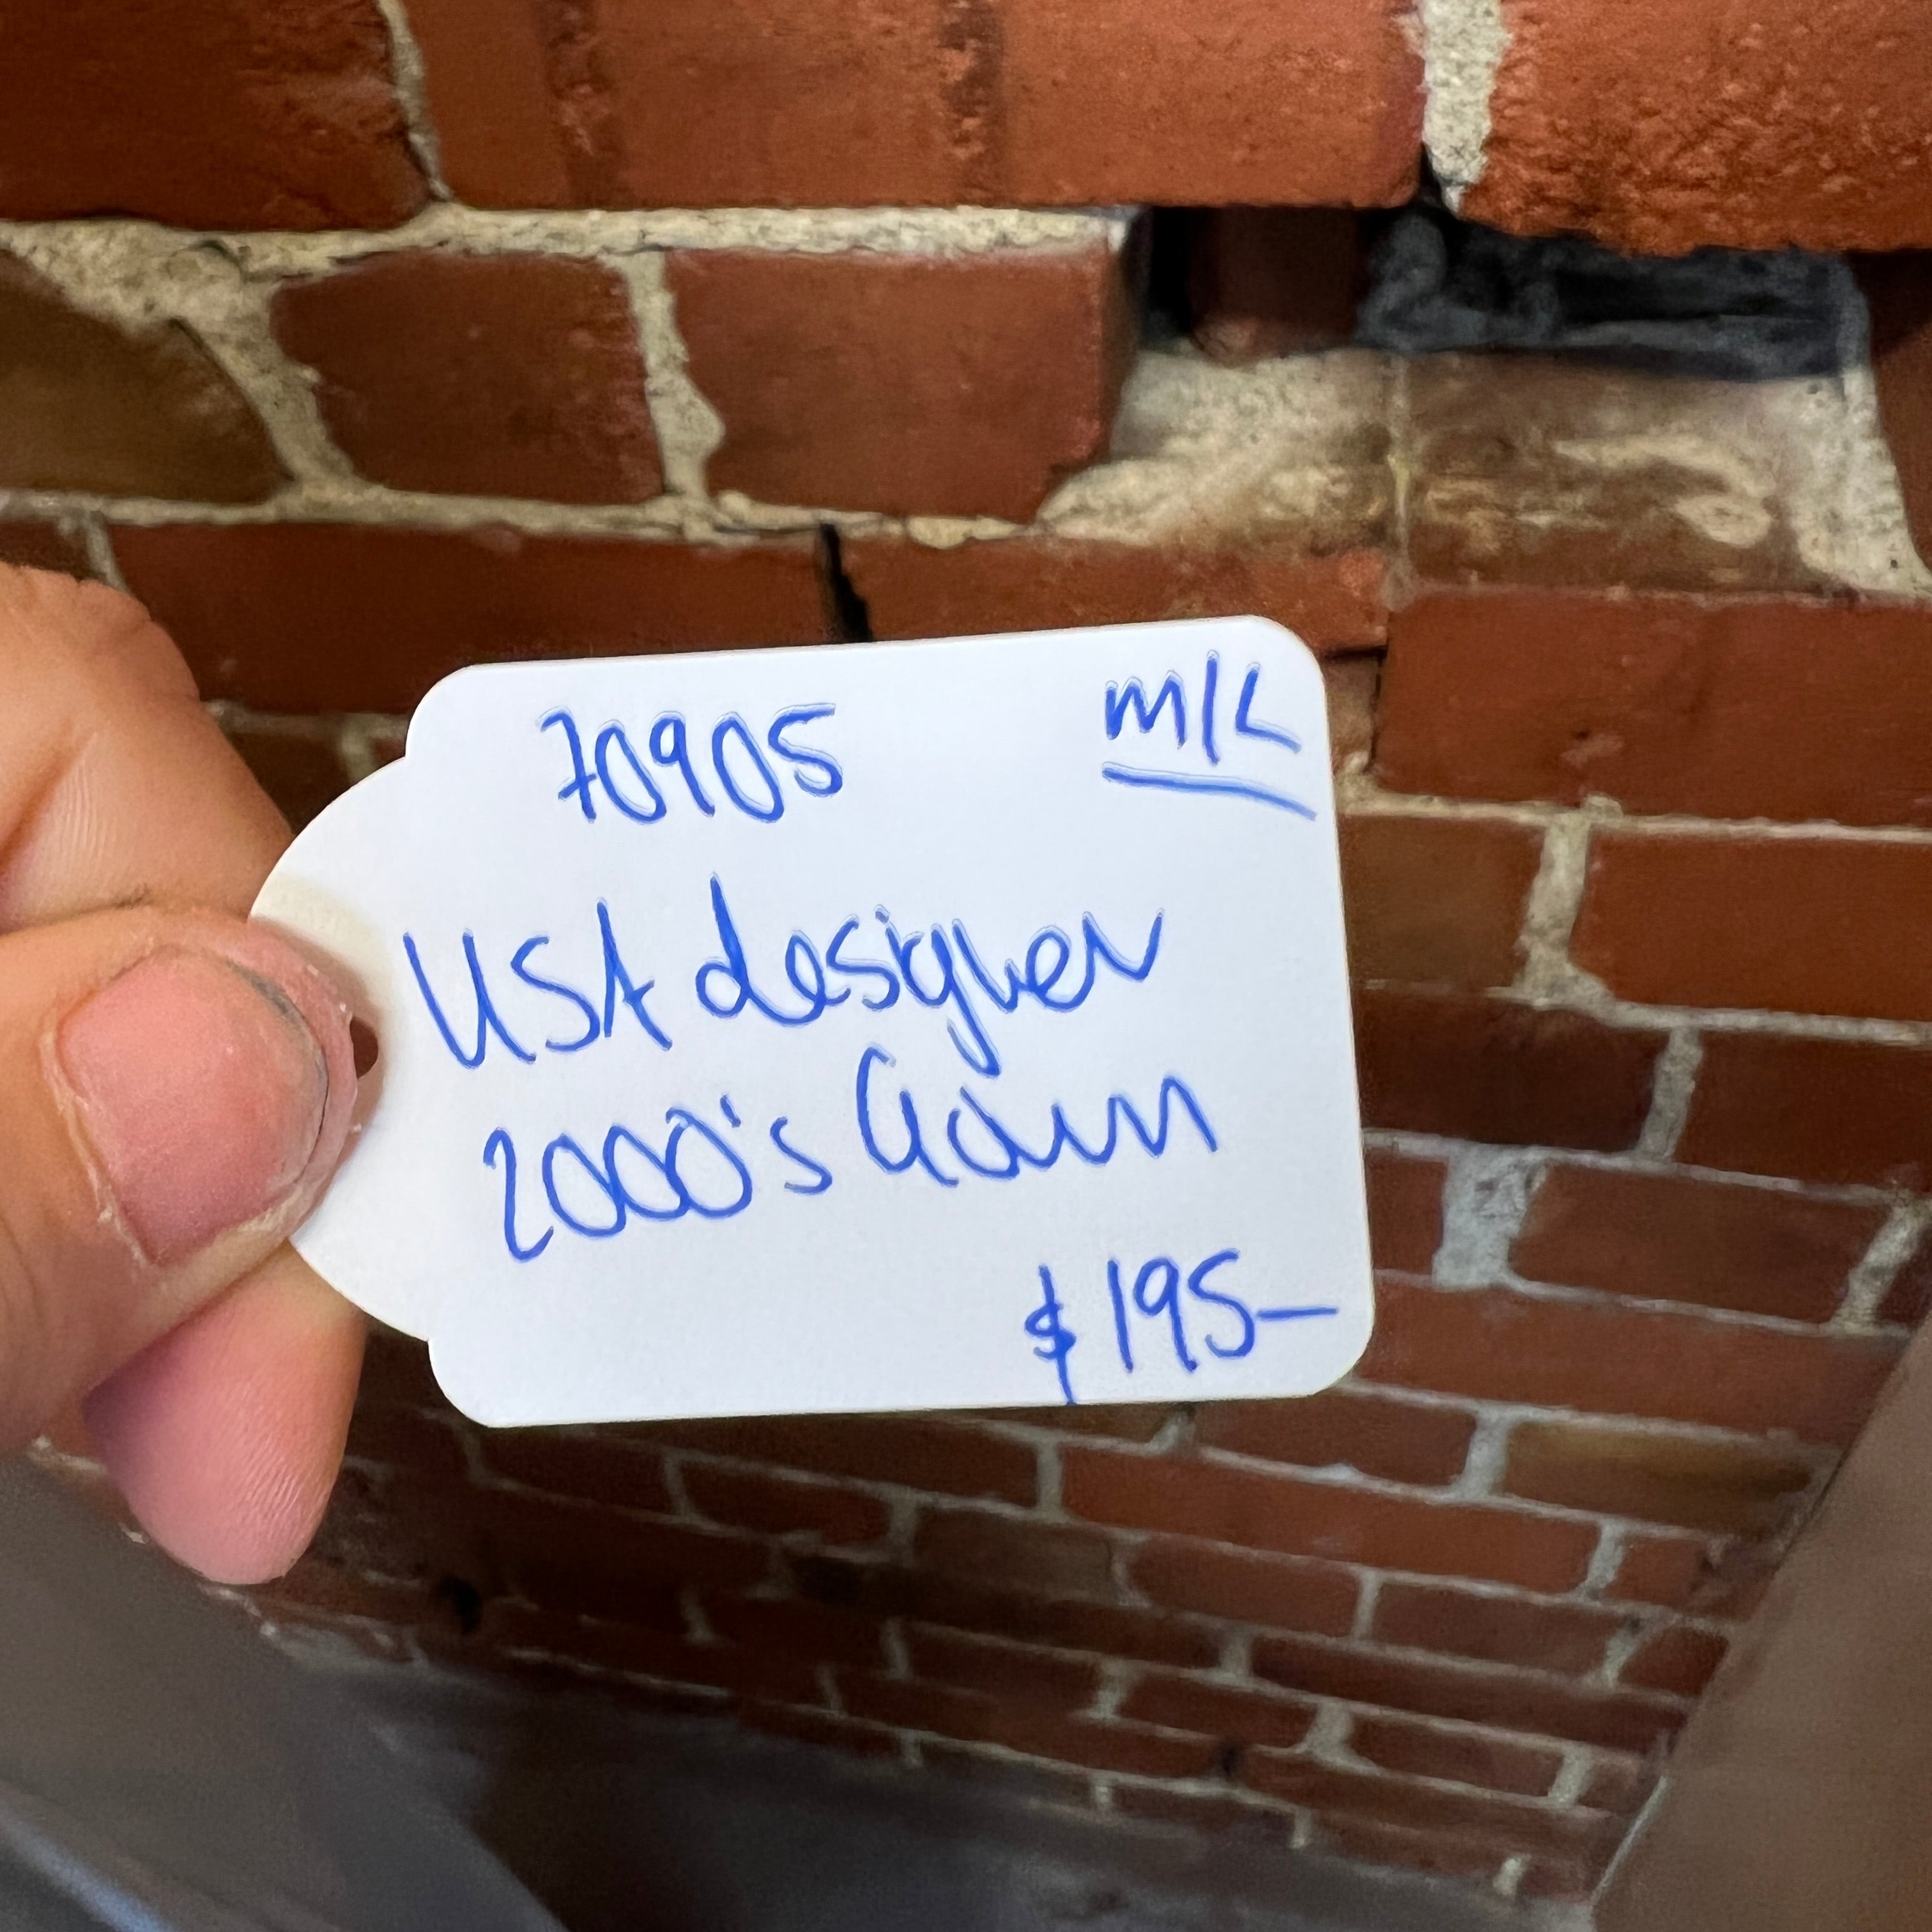 70905 M/L
USA designer
2000's Gown
$195-